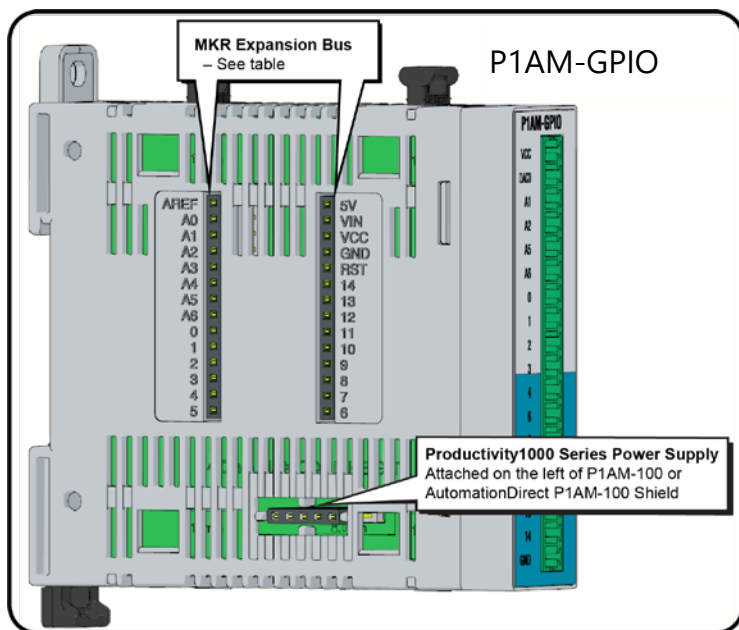 MKR Expansion Bus
– See table
P1AM-GPIO
AREF
A0
A1
A2
A3
A4
A5
A6
0
1
2
3
4
5
5V
VIN
VCC
GND
RST
14
13
12
11
10
9
8
7
6
P1AM-GPIO
VCC
DAC0
A1
A2
A5
A6
0
1
2
3
4
6
Productivity1000 Series Power Supply
Attached on the left of P1AM-100 or
AutomationDirect P1AM-100 Shield
14
GND